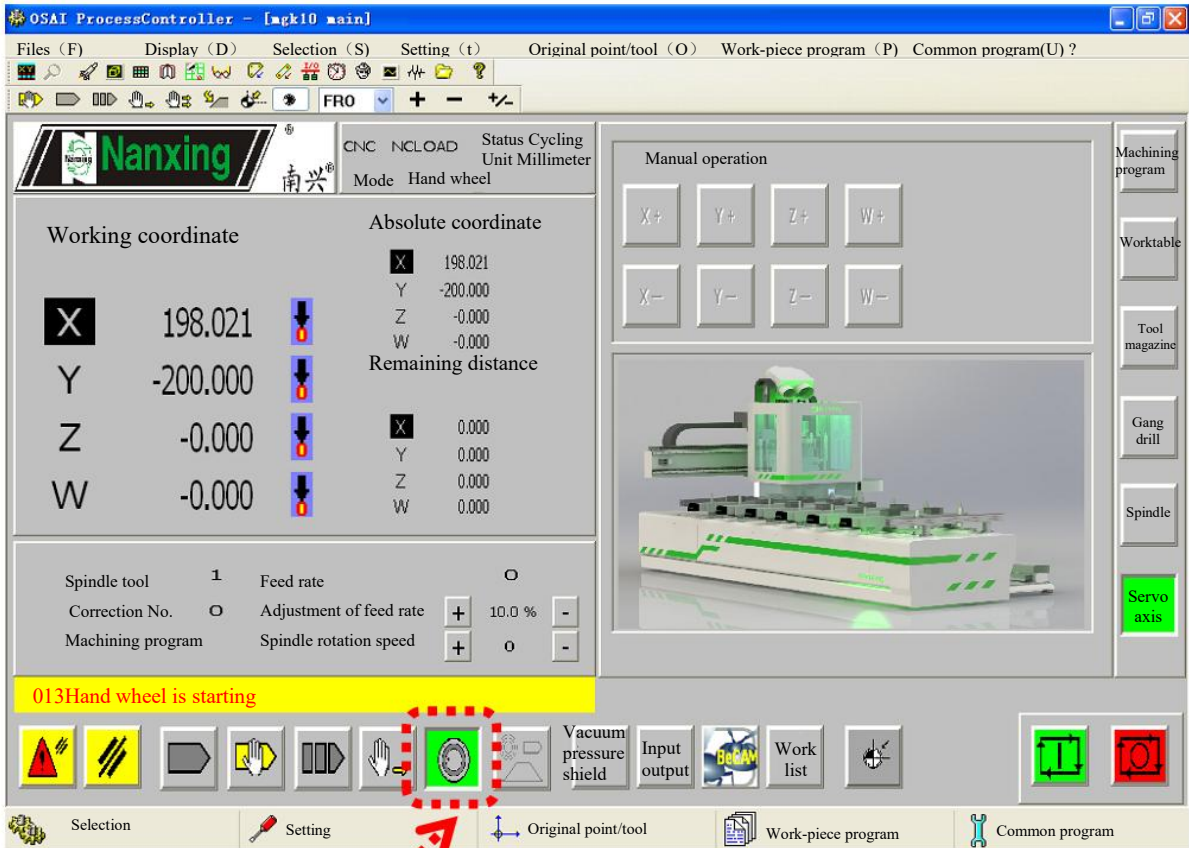 OSAI ProcessController - [mgk10 main]
Files（F） Display（D） Selection（S） Setting（t） Original point/tool（O） Work-piece program（P) Common program(U) ?
I/O
FRO + - +/-
Nanxing
Nanxing ®
南兴®
CNC NCLOAD Status Cycling
Unit Millimeter
Mode Hand wheel
Working coordinate
X 198.021 0
Y -200.000 0
Z -0.000 0
W -0.000 0
Absolute coordinate
X 198.021
Y -200.000
Z -0.000
W -0.000
Remaining distance
X 0.000
Y 0.000
Z 0.000
W 0.000
Manual operation
X+ Y+ Z+ W+
X- Y- Z- W-
Machining
program
Worktable
Tool
magazine
Gang
drill
Spindle
Servo
axis
Spindle tool 1 Feed rate 0
Correction No. 0 Adjustment of feed rate + 10.0 % -
Machining program Spindle rotation speed + 0 -
013Hand wheel is starting
Vacuum
pressure
shield
Input
output
BeCAM
Work
list
Selection Setting Original point/tool Work-piece program Common program